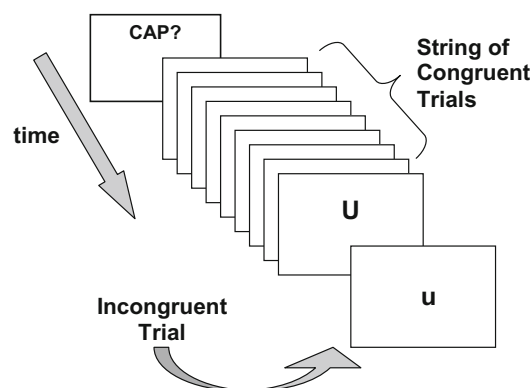 CAP?
String of
Congruent
Trials
time
U
u
Incongruent
Trial